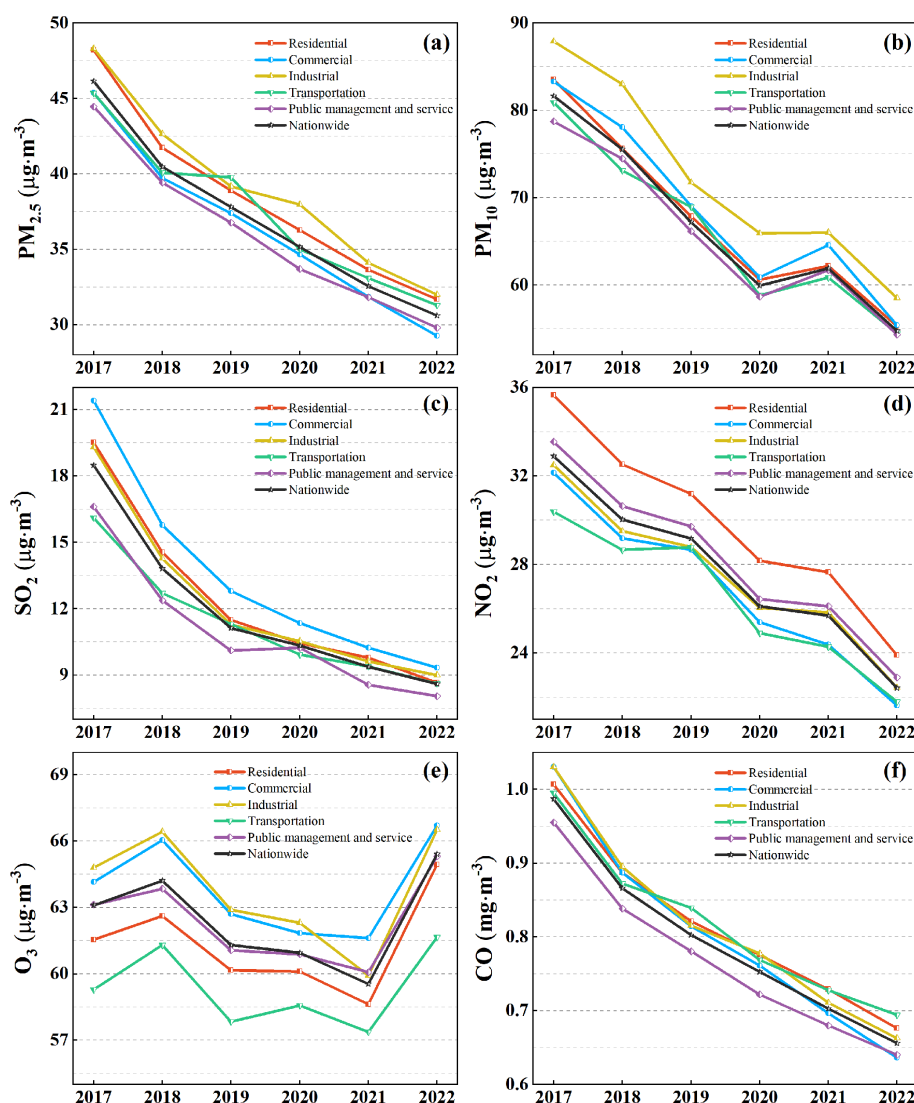 50
45
40
35
30
PM2.5 (μg·m-3)
(a)
Residential
Commercial
Industrial
Transportation
Public management and service
Nationwide
2017 2018 2019 2020 2021 2022
90
80
70
60
PM10 (μg·m-3)
(b)
Residential
Commercial
Industrial
Transportation
Public management and service
Nationwide
2017 2018 2019 2020 2021 2022
21
18
15
12
9
SO2 (μg·m-3)
(c)
Residential
Commercial
Industrial
Transportation
Public management and service
Nationwide
2017 2018 2019 2020 2021 2022
36
32
28
24
NO2 (μg·m-3)
(d)
Residential
Commercial
Industrial
Transportation
Public management and service
Nationwide
2017 2018 2019 2020 2021 2022
69
66
63
60
57
O3 (μg·m-3)
(e)
Residential
Commercial
Industrial
Transportation
Public management and service
Nationwide
2017 2018 2019 2020 2021 2022
1.0
0.9
0.8
0.7
0.6
CO (mg·m-3)
(f)
Residential
Commercial
Industrial
Transportation
Public management and service
Nationwide
2017 2018 2019 2020 2021 2022